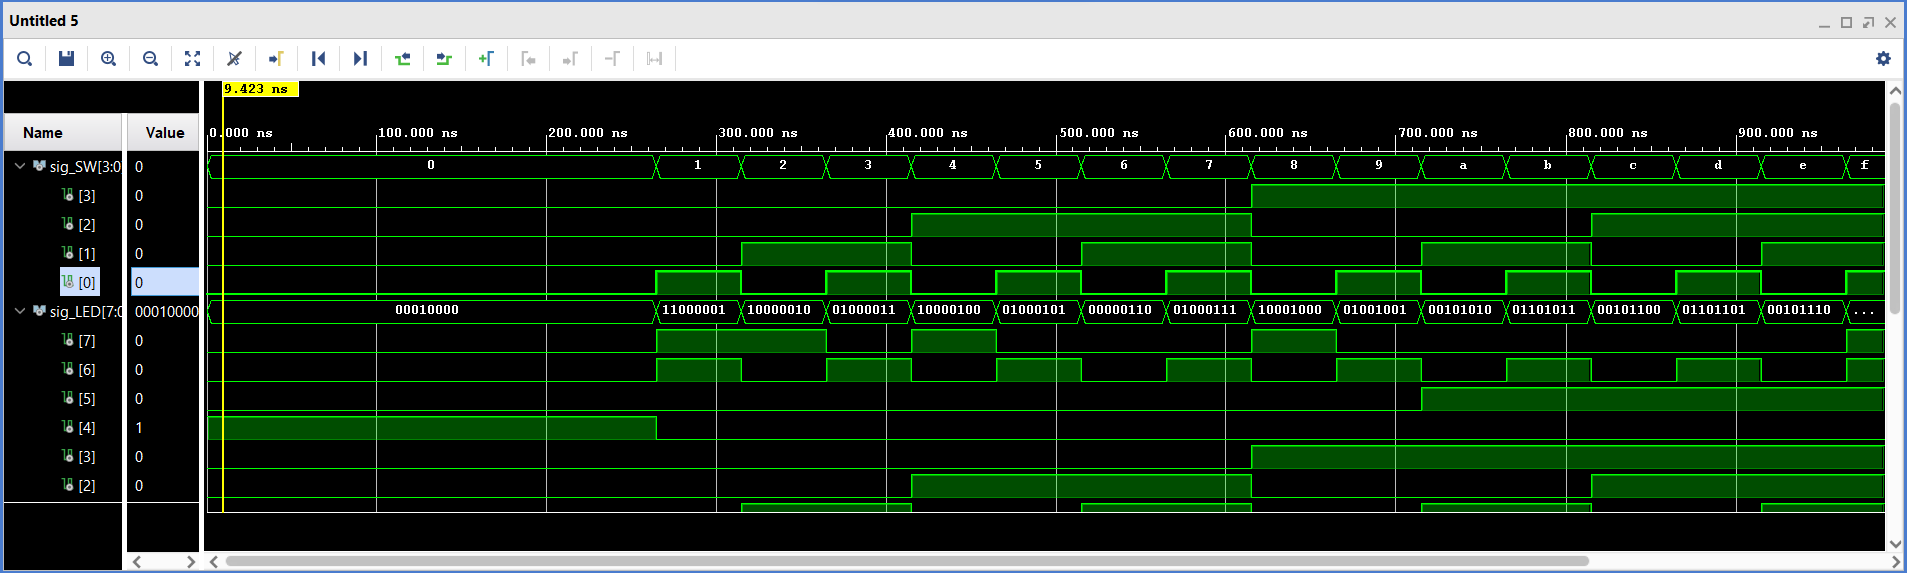 Untitled 5
9.423 ns
Name Value
0.000 ns 100.000 ns 200.000 ns 300.000 ns 400.000 ns 500.000 ns 600.000 ns 700.000 ns 800.000 ns 900.000 ns
sig_SW[3:0 0 0 1 2 3 4 5 6 7 8 9 a b c d e f
[3] 0
[2] 0
[1] 0
[0] 0
sig_LED[7:0 00010000 00010000 11000001 10000010 01000011 10000100 01000101 00000110 01000111 10001000 01001001 00101010 01101011 00101100 01101101 00101110 ...
[7] 0
[6] 0
[5] 0
[4] 1
[3] 0
[2] 0